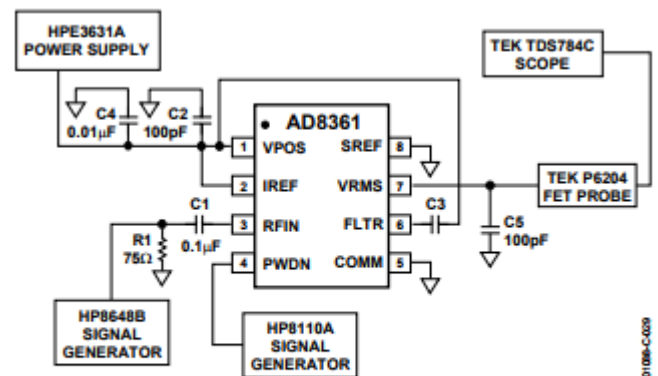 HPE3631A
POWER SUPPLY
TEK TDS784C
SCOPE
C4
0.01µF
C2
100pF
AD8361
1 VPOS SREF 8
2 IREF VRMS 7
3 RFIN FLTR 6
4 PWDN COMM 5
C1
0.1µF
R1
75Ω
C3
C5
100pF
TEK P6204
FET PROBE
HP8648B
SIGNAL
GENERATOR
HP8110A
SIGNAL
GENERATOR
01088-C-029